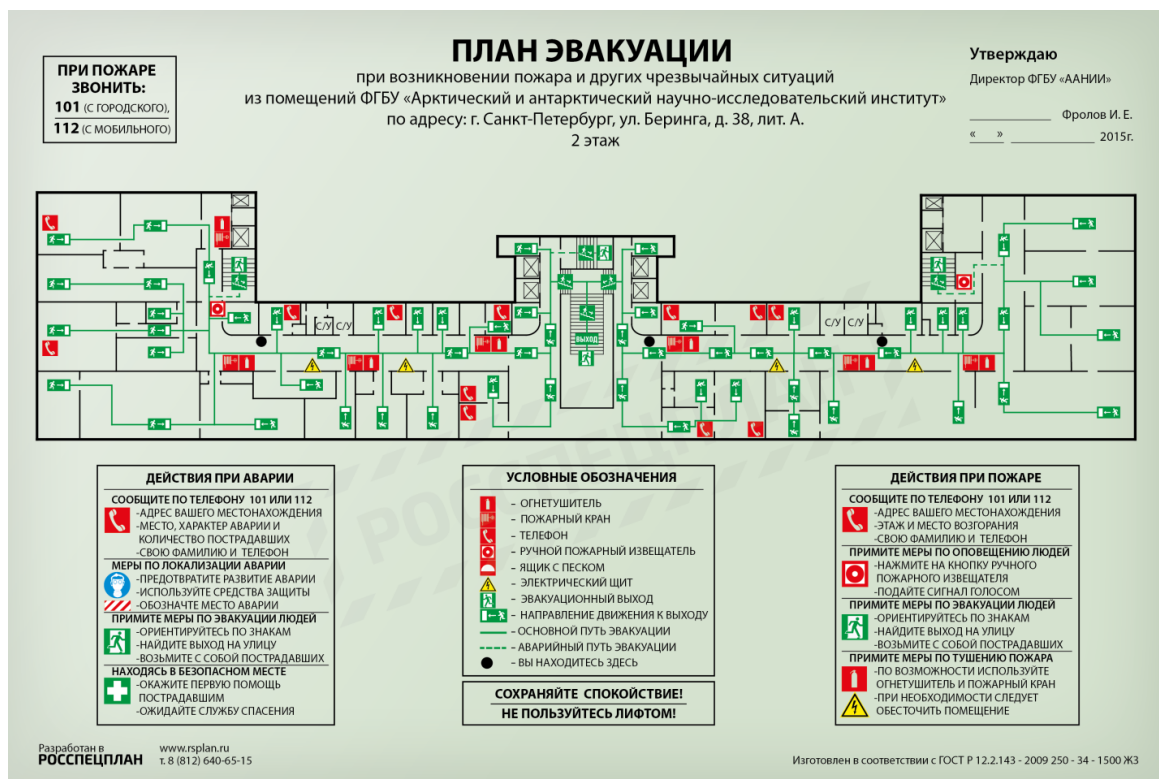 ПРИ ПОЖАРЕ
ЗВОНИТЬ:
101 (С ГОРОДСКОГО),
112 (С МОБИЛЬНОГО)
ПЛАН ЭВАКУАЦИИ
при возникновении пожара и других чрезвычайных ситуаций
из помещений ФГБУ «Арктический и антарктический научно-исследовательский институт»
по адресу: г. Санкт-Петербург, ул. Беринга, д. 38, лит. А.
2 этаж
Утверждаю
Директор ФГБУ «ААНИИ»
Фролов И. Е.
« » 2015г.
С/У С/У
ВЫХОД
С/У С/У
РОССПЕЦПЛАН
ДЕЙСТВИЯ ПРИ АВАРИИ
СООБЩИТЕ ПО ТЕЛЕФОНУ 101 ИЛИ 112
-АДРЕС ВАШЕГО МЕСТОНАХОЖДЕНИЯ
-МЕСТО, ХАРАКТЕР АВАРИИ И
КОЛИЧЕСТВО ПОСТРАДАВШИХ
-СВОЮ ФАМИЛИЮ И ТЕЛЕФОН
МЕРЫ ПО ЛОКАЛИЗАЦИИ АВАРИИ
-ПРЕДОТВРАТИТЕ РАЗВИТИЕ АВАРИИ
-ИСПОЛЬЗУЙТЕ СРЕДСТВА ЗАЩИТЫ
-ОБОЗНАЧТЕ МЕСТО АВАРИИ
ПРИМИТЕ МЕРЫ ПО ЭВАКУАЦИИ ЛЮДЕЙ
-ОРИЕНТИРУЙТЕСЬ ПО ЗНАКАМ
-НАЙДИТЕ ВЫХОД НА УЛИЦУ
-ВОЗЬМИТЕ С СОБОЙ ПОСТРАДАВШИХ
НАХОДЯСЬ В БЕЗОПАСНОМ МЕСТЕ
-ОКАЖИТЕ ПЕРВУЮ ПОМОЩЬ
ПОСТРАДАВШИМ
-ОЖИДАЙТЕ СЛУЖБУ СПАСЕНИЯ
УСЛОВНЫЕ ОБОЗНАЧЕНИЯ
– ОГНЕТУШИТЕЛЬ
– ПОЖАРНЫЙ КРАН
– ТЕЛЕФОН
– РУЧНОЙ ПОЖАРНЫЙ ИЗВЕЩАТЕЛЬ
– ЯЩИК С ПЕСКОМ
– ЭЛЕКТРИЧЕСКИЙ ЩИТ
– ЭВАКУАЦИОННЫЙ ВЫХОД
– НАПРАВЛЕНИЕ ДВИЖЕНИЯ К ВЫХОДУ
– ОСНОВНОЙ ПУТЬ ЭВАКУАЦИИ
– АВАРИЙНЫЙ ПУТЬ ЭВАКУАЦИИ
– ВЫ НАХОДИТЕСЬ ЗДЕСЬ
СОХРАНЯЙТЕ СПОКОЙСТВИЕ!
НЕ ПОЛЬЗУЙТЕСЬ ЛИФТОМ!
ДЕЙСТВИЯ ПРИ ПОЖАРЕ
СООБЩИТЕ ПО ТЕЛЕФОНУ 101 ИЛИ 112
-АДРЕС ВАШЕГО МЕСТОНАХОЖДЕНИЯ
-ЭТАЖ И МЕСТО ВОЗГОРАНИЯ
-СВОЮ ФАМИЛИЮ И ТЕЛЕФОН
ПРИМИТЕ МЕРЫ ПО ОПОВЕЩЕНИЮ ЛЮДЕЙ
-НАЖМИТЕ НА КНОПКУ РУЧНОГО
ПОЖАРНОГО ИЗВЕЩАТЕЛЯ
-ПОДАЙТЕ СИГНАЛ ГОЛОСОМ
ПРИМИТЕ МЕРЫ ПО ЭВАКУАЦИИ ЛЮДЕЙ
-ОРИЕНТИРУЙТЕСЬ ПО ЗНАКАМ
-НАЙДИТЕ ВЫХОД НА УЛИЦУ
-ВОЗЬМИТЕ С СОБОЙ ПОСТРАДАВШИХ
ПРИМИТЕ МЕРЫ ПО ТУШЕНИЮ ПОЖАРА
-ПО ВОЗМОЖНОСТИ ИСПОЛЬЗУЙТЕ
ОГНЕТУШИТЕЛЬ И ПОЖАРНЫЙ КРАН
-ПРИ НЕОБХОДИМОСТИ СЛЕДУЕТ
ОБЕСТОЧИТЬ ПОМЕЩЕНИЕ
Разработан в www.rsplan.ru
РОССПЕЦПЛАН т. 8 (812) 640-65-15
Изготовлен в соответствии с ГОСТ Р 12.2.143 - 2009 250 - 34 - 1500 ЖЗ